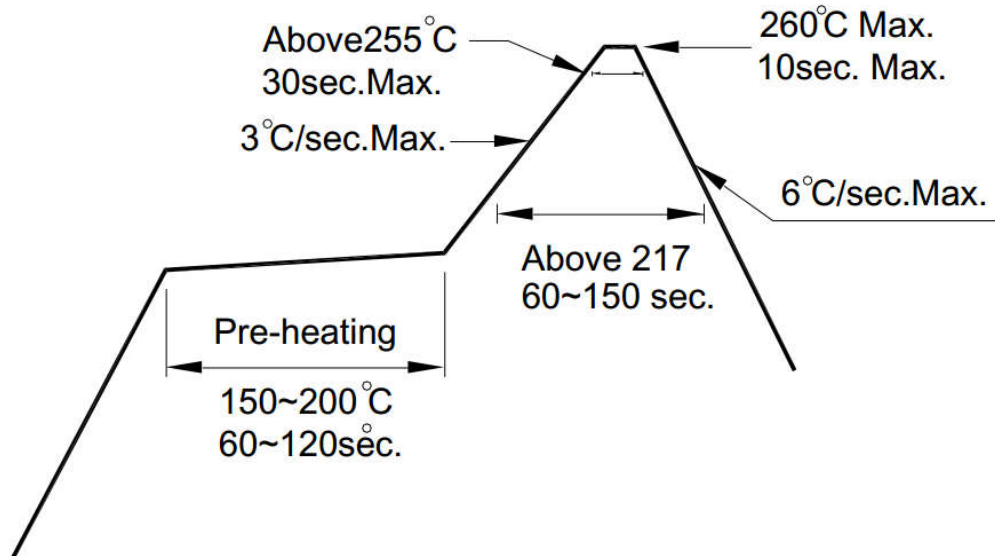 Above255°C
30sec.Max.
260°C Max.
10sec. Max.
3°C/sec.Max.
6°C/sec.Max.
Above 217
60~150 sec.
Pre-heating
150~200°C
60~120sec.